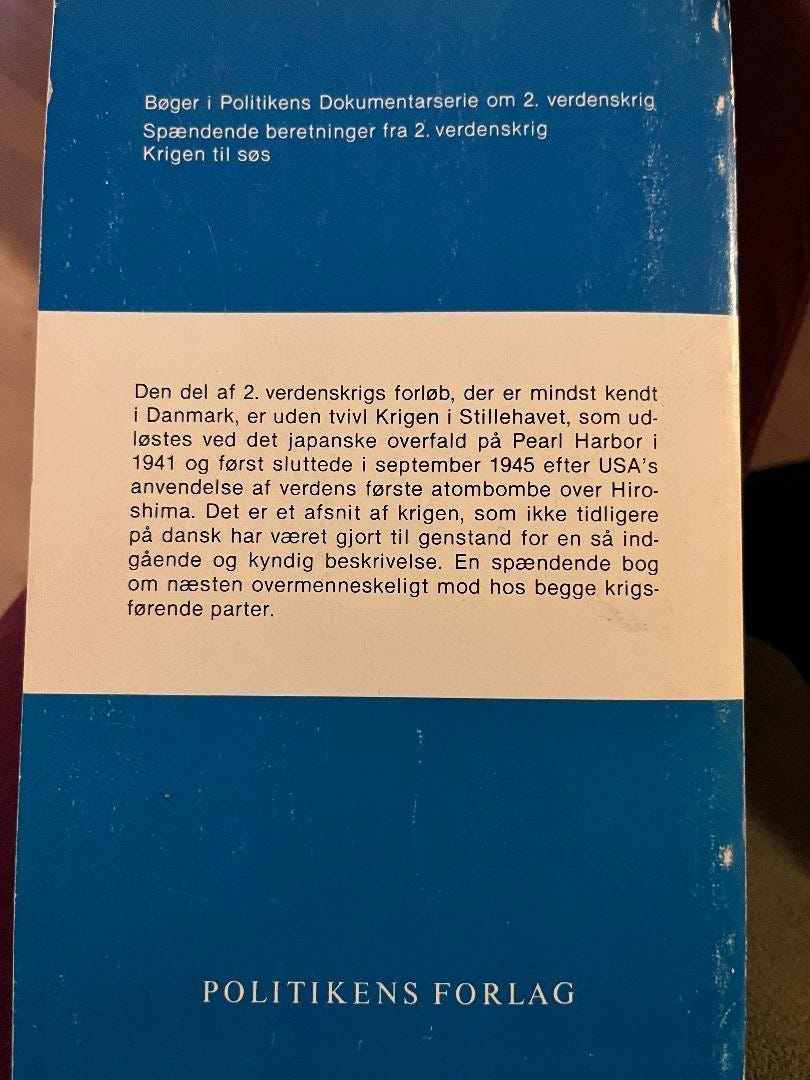 Bøger i Politikens Dokumentarserie om 2. verdenskrig
Spændende beretninger fra 2. verdenskrig
Krigen til søs
Den del af 2. verdenskrigs forløb, der er mindst kendt
i Danmark, er uden tvivl Krigen i Stillehavet, som ud-
løstes ved det japanske overfald på Pearl Harbor i
1941 og først sluttede i september 1945 efter USA's
anvendelse af verdens første atombombe over Hiro-
shima. Det er et afsnit af krigen, som ikke tidligere
på dansk har været gjort til genstand for en så ind-
gående og kyndig beskrivelse. En spændende bog
om næsten overmenneskeligt mod hos begge krigs-
førende parter.
POLITIKENS FORLAG